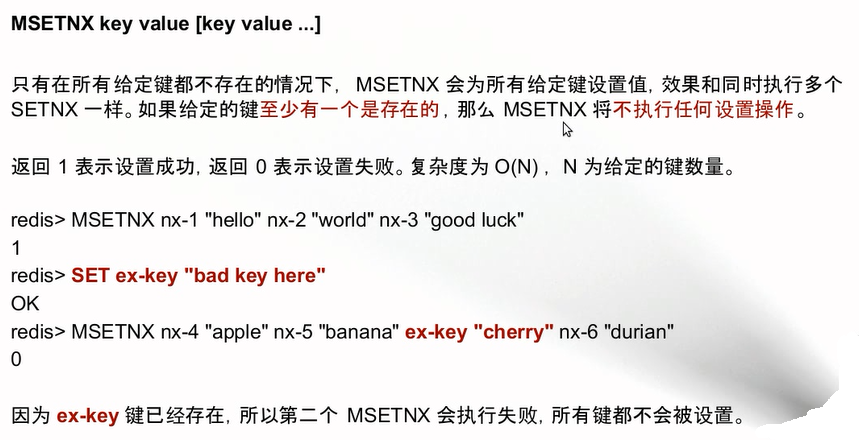 MSETNX key value [key value ...]
只有在所有给定键都不存在的情况下， MSETNX 会为所有给定键设置值, 效果和同时执行多个
SETNX 一样。如果给定的键至少有一个是存在的 , 那么 MSETNX 将不执行任何设置操作 。
返回 1 表示设置成功, 返回 0 表示设置失败。复杂度为 O(N) ， N 为给定的键数量。
redis> MSETNX nx-1 "hello" nx-2 "world" nx-3 "good luck"
1
redis> SET ex-key "bad key here"
OK
redis> MSETNX nx-4 "apple" nx-5 "banana" ex-key "cherry" nx-6 "durian"
0
因为 ex-key 键已经存在, 所以第二个 MSETNX 会执行失败, 所有键都不会被设置。